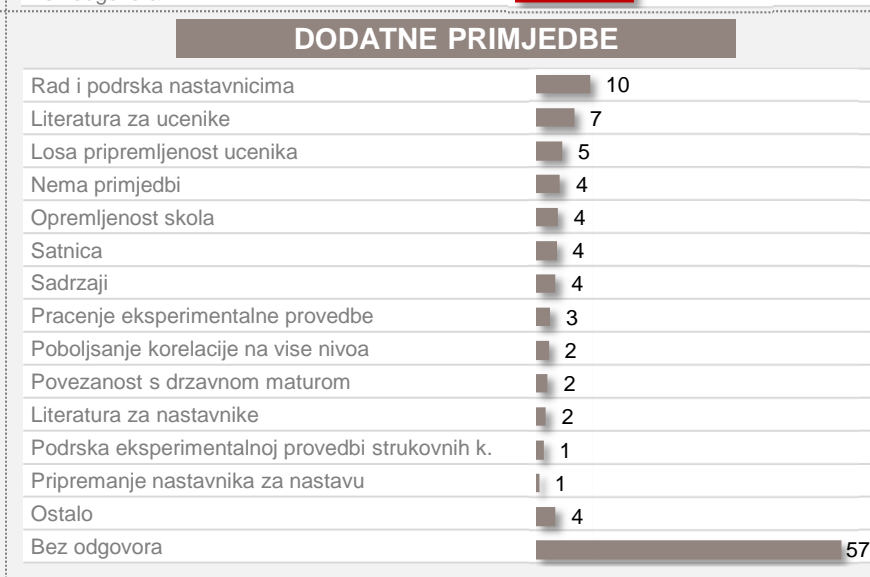 DODATNE PRIMJEDBE
Rad i podrska nastavnicima 10
Literatura za ucenike 7
Losa pripremljenost ucenika 5
Nema primjedbi 4
Opremljenost skola 4
Satnica 4
Sadrzaji 4
Pracenje eksperimentalne provedbe 3
Poboljsanje korelacije na vise nivoa 2
Povezanost s drzavnom maturom 2
Literatura za nastavnike 2
Podrska eksperimentalnoj provedbi strukovnih k. 1
Pripremanje nastavnika za nastavu 1
Ostalo 4
Bez odgovora 57